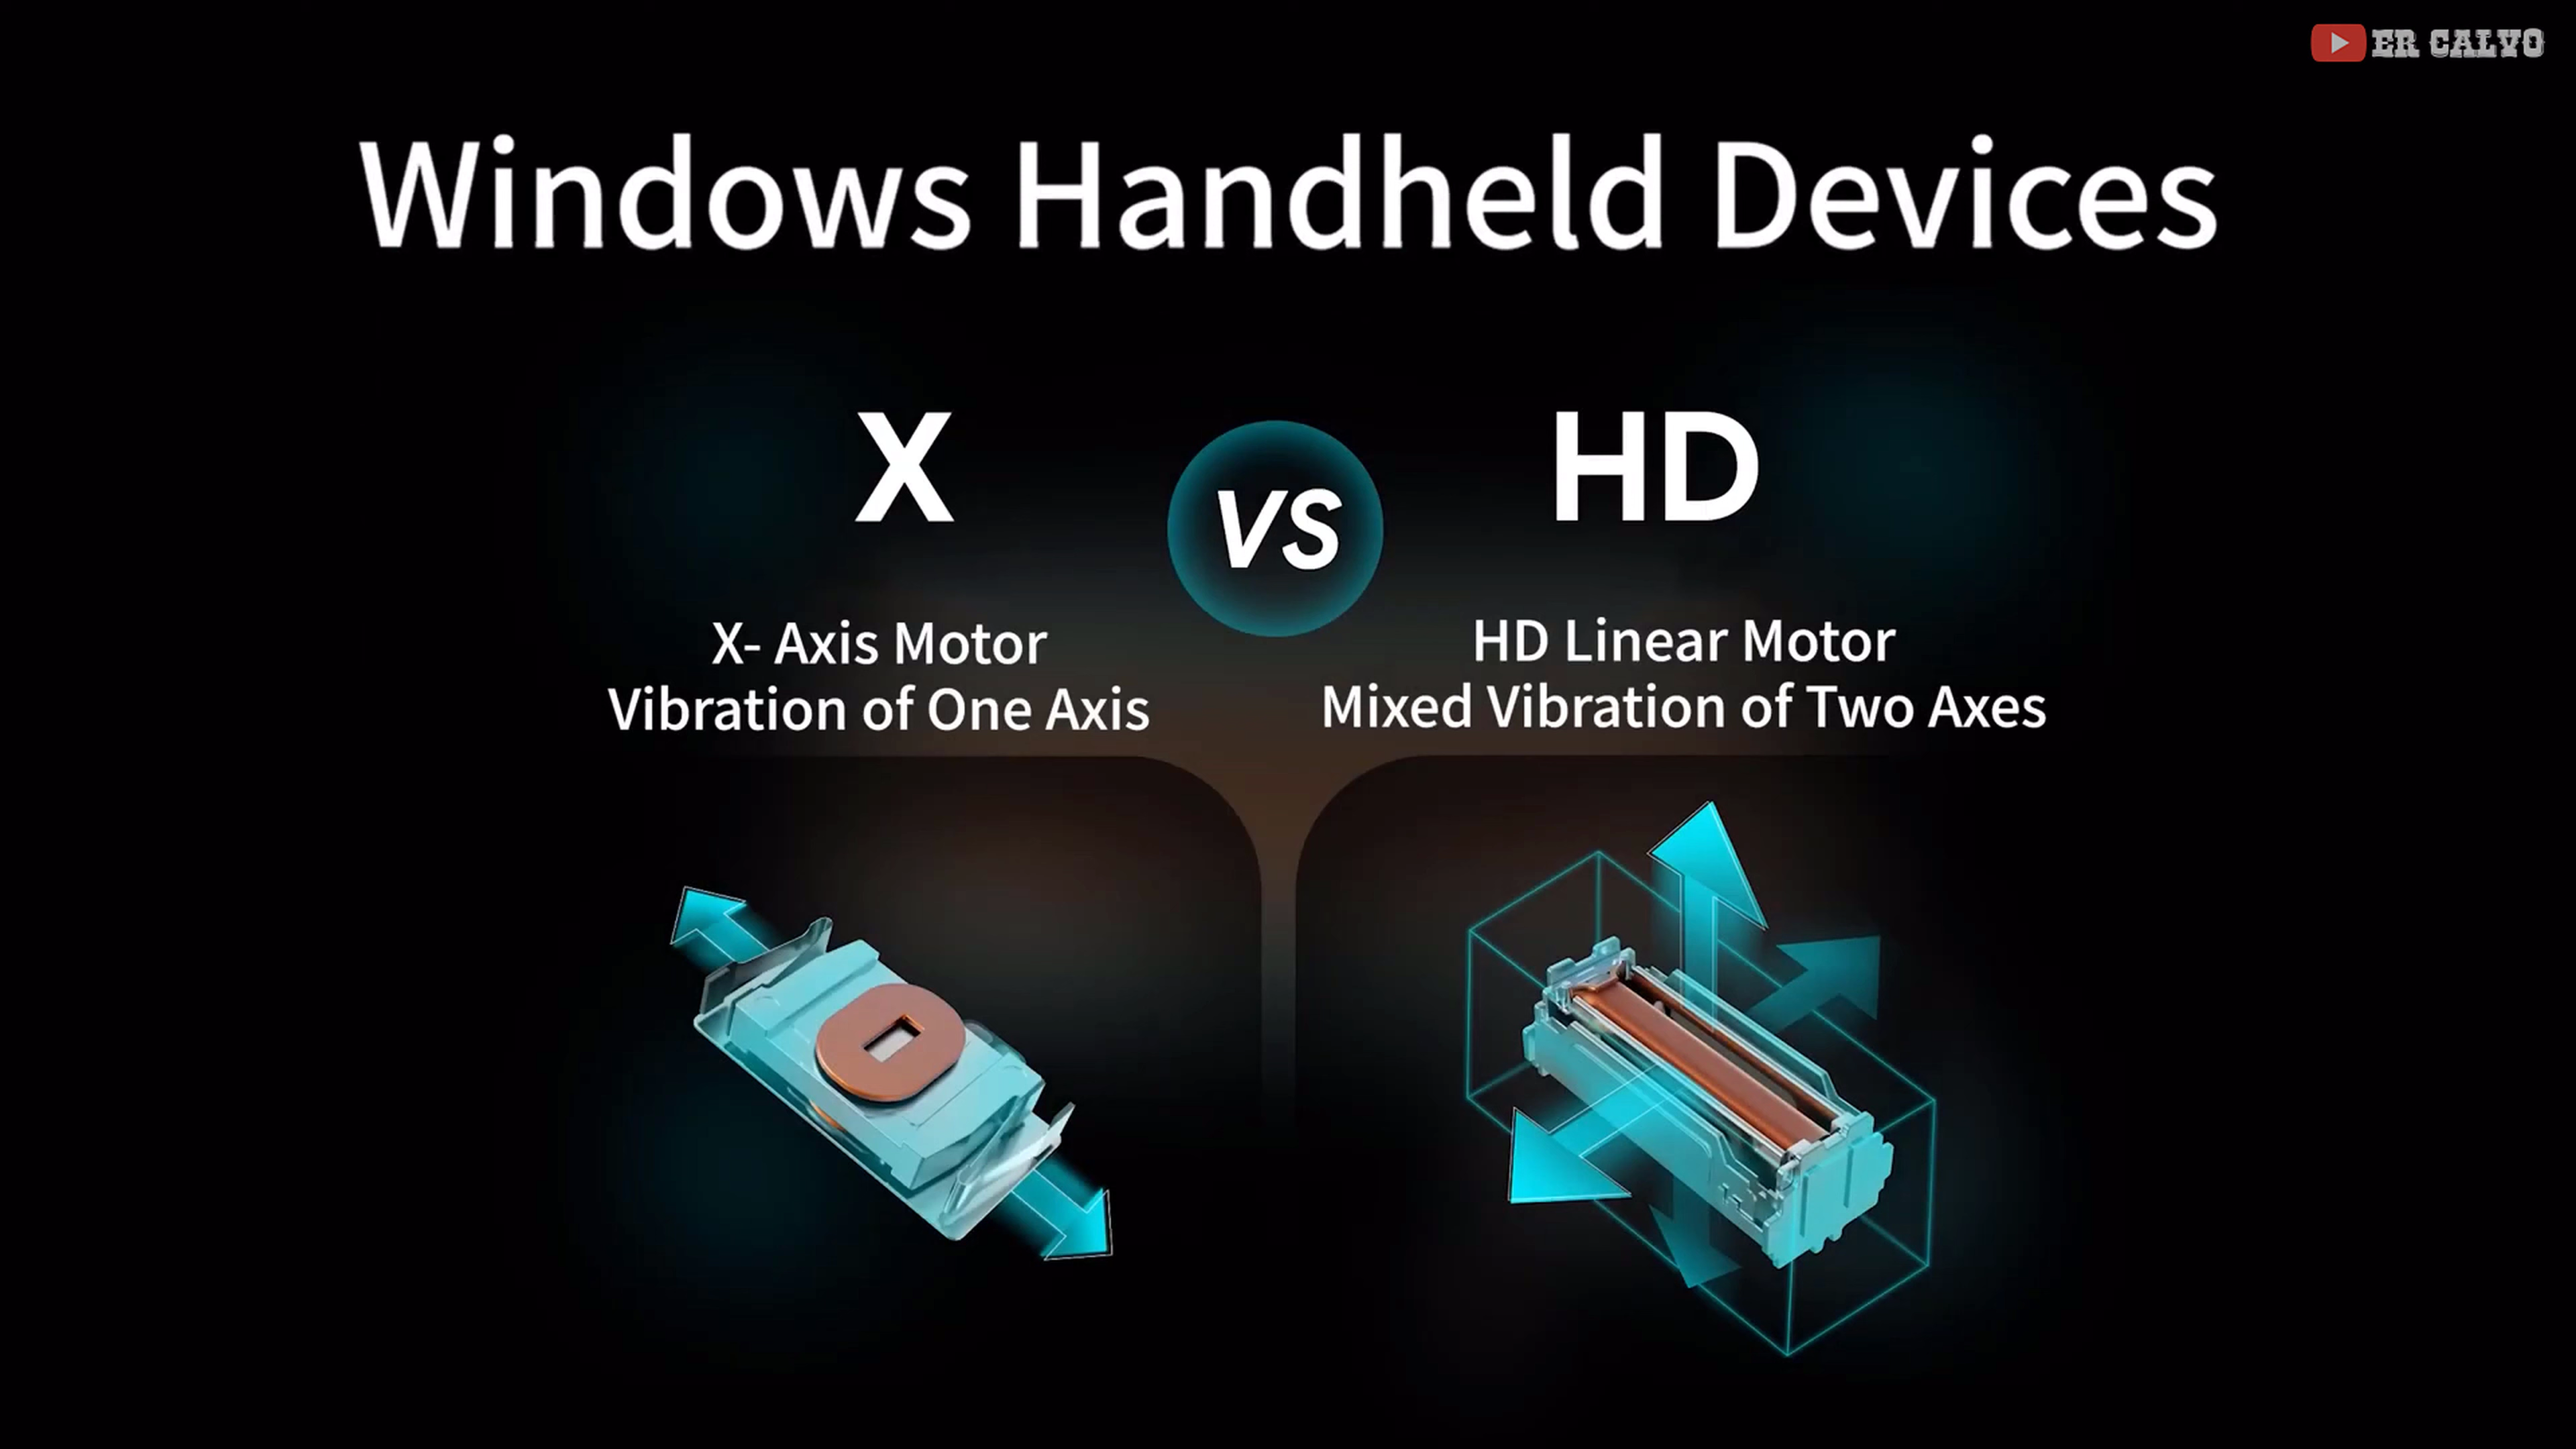 ER CALVO
Windows Handheld Devices
X
VS
HD
X- Axis Motor
Vibration of One Axis
HD Linear Motor
Mixed Vibration of Two Axes